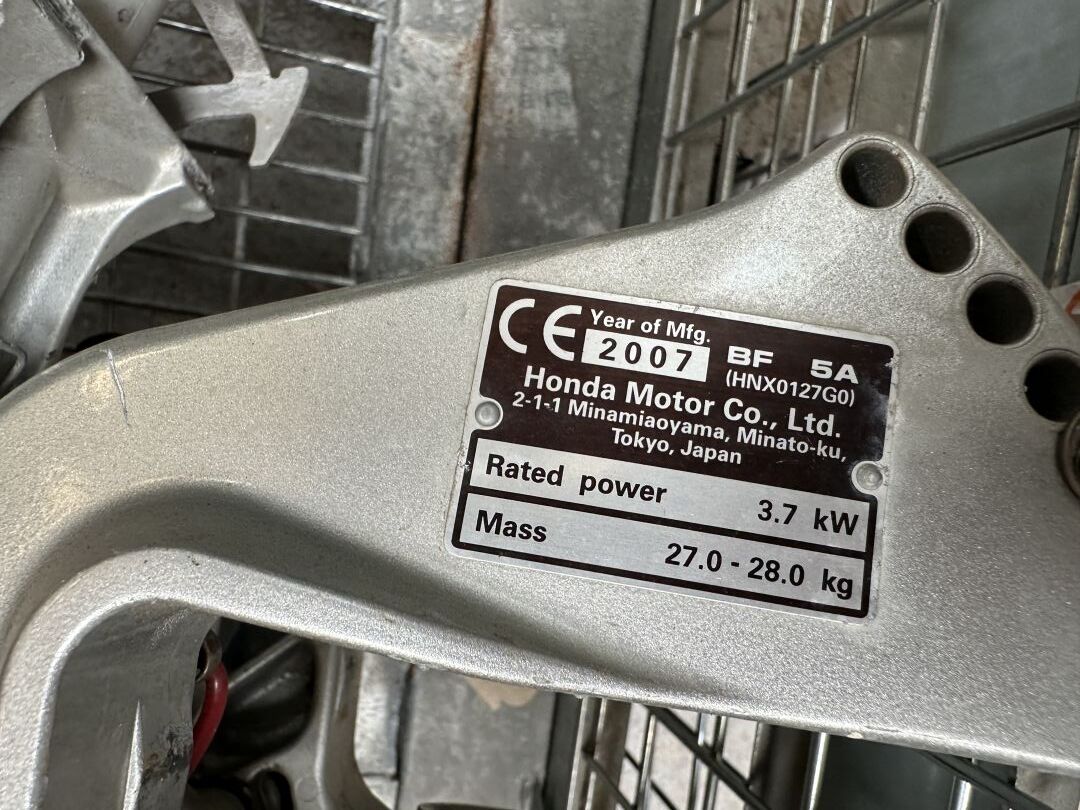 CE Year of Mfg.
2007 BF 5A
(HNX0127G0)
Honda Motor Co., Ltd.
2-1-1 Minamiaoyama, Minato-ku,
Tokyo, Japan
Rated power 3.7 kW
Mass 27.0 - 28.0 kg